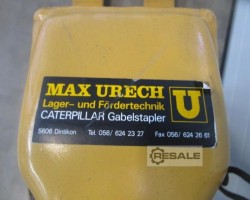 MAX URECH
Lager- und Fördertechnik
CATERPILLAR Gabelstapler
U
5606 Dintikon Tel. 056/ 624 23 27 Fax 056/ 624 26 61
RESALE